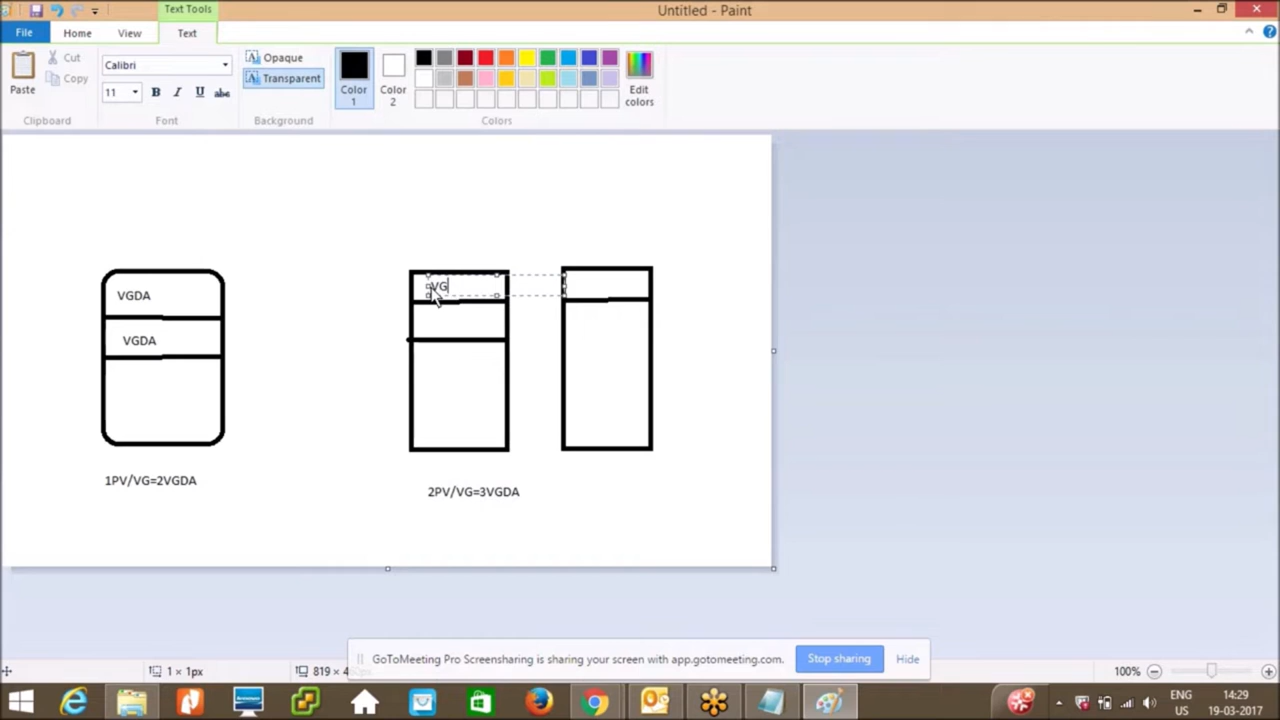 Text Tools
Untitled - Paint
File
Home
View
Text
Paste
Cut
Copy
Clipboard
Calibri
11
B I U abc
Font
Opaque
Transparent
Background
Color 1
Color 2
Edit colors
Colors
VGDA
VGDA
1PV/VG=2VGDA
VG
2PV/VG=3VGDA
GoToMeeting Pro Screensharing is sharing your screen with app.gotomeeting.com.
Stop sharing
Hide
1 × 1px
819 × 4
100%
ENG
US
14:29
19-03-2017